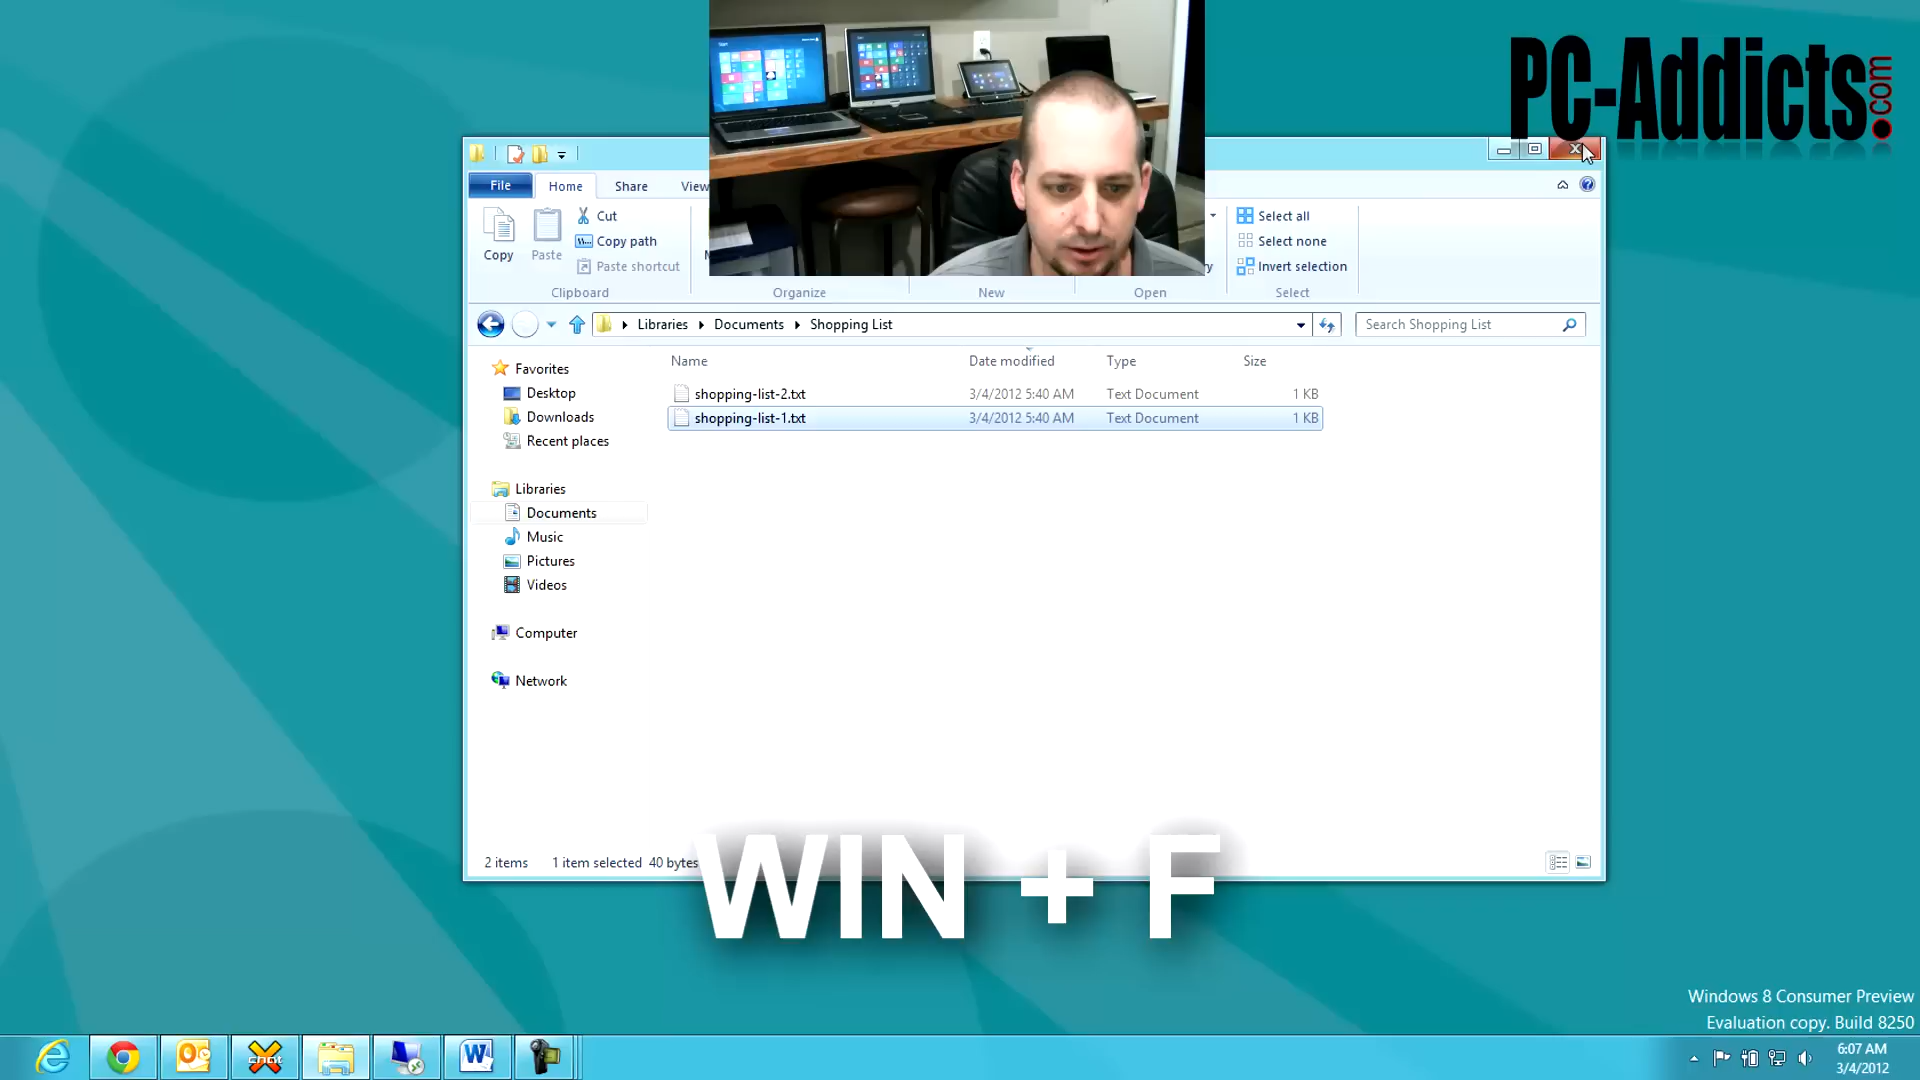 PC-Addicts.com
File
Home
Share
View
Copy
Paste
Cut
Copy path
Paste shortcut
Clipboard
Organize
New
Open
Select all
Select none
Invert selection
Select
Libraries
Documents
Shopping List
Search Shopping List
Name
Date modified
Type
Size
shopping-list-2.txt
3/4/2012 5:40 AM
Text Document
1 KB
shopping-list-1.txt
3/4/2012 5:40 AM
Text Document
1 KB
Favorites
Desktop
Downloads
Recent places
Libraries
Documents
Music
Pictures
Videos
Computer
Network
2 items
1 item selected 40 bytes
WIN + F
Windows 8 Consumer Preview
Evaluation copy. Build 8250
6:07 AM
3/4/2012